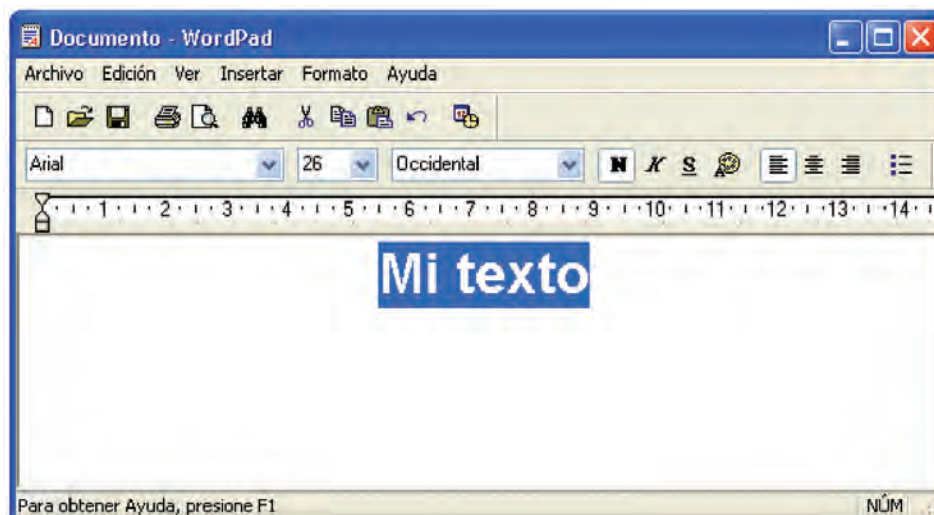 Documento - WordPad
Archivo Edición Ver Insertar Formato Ayuda
Arial 26 Occidental N K S
1 2 3 4 5 6 7 8 9 10 11 12 13 14
Mi texto
Para obtener Ayuda, presione F1 NÚM